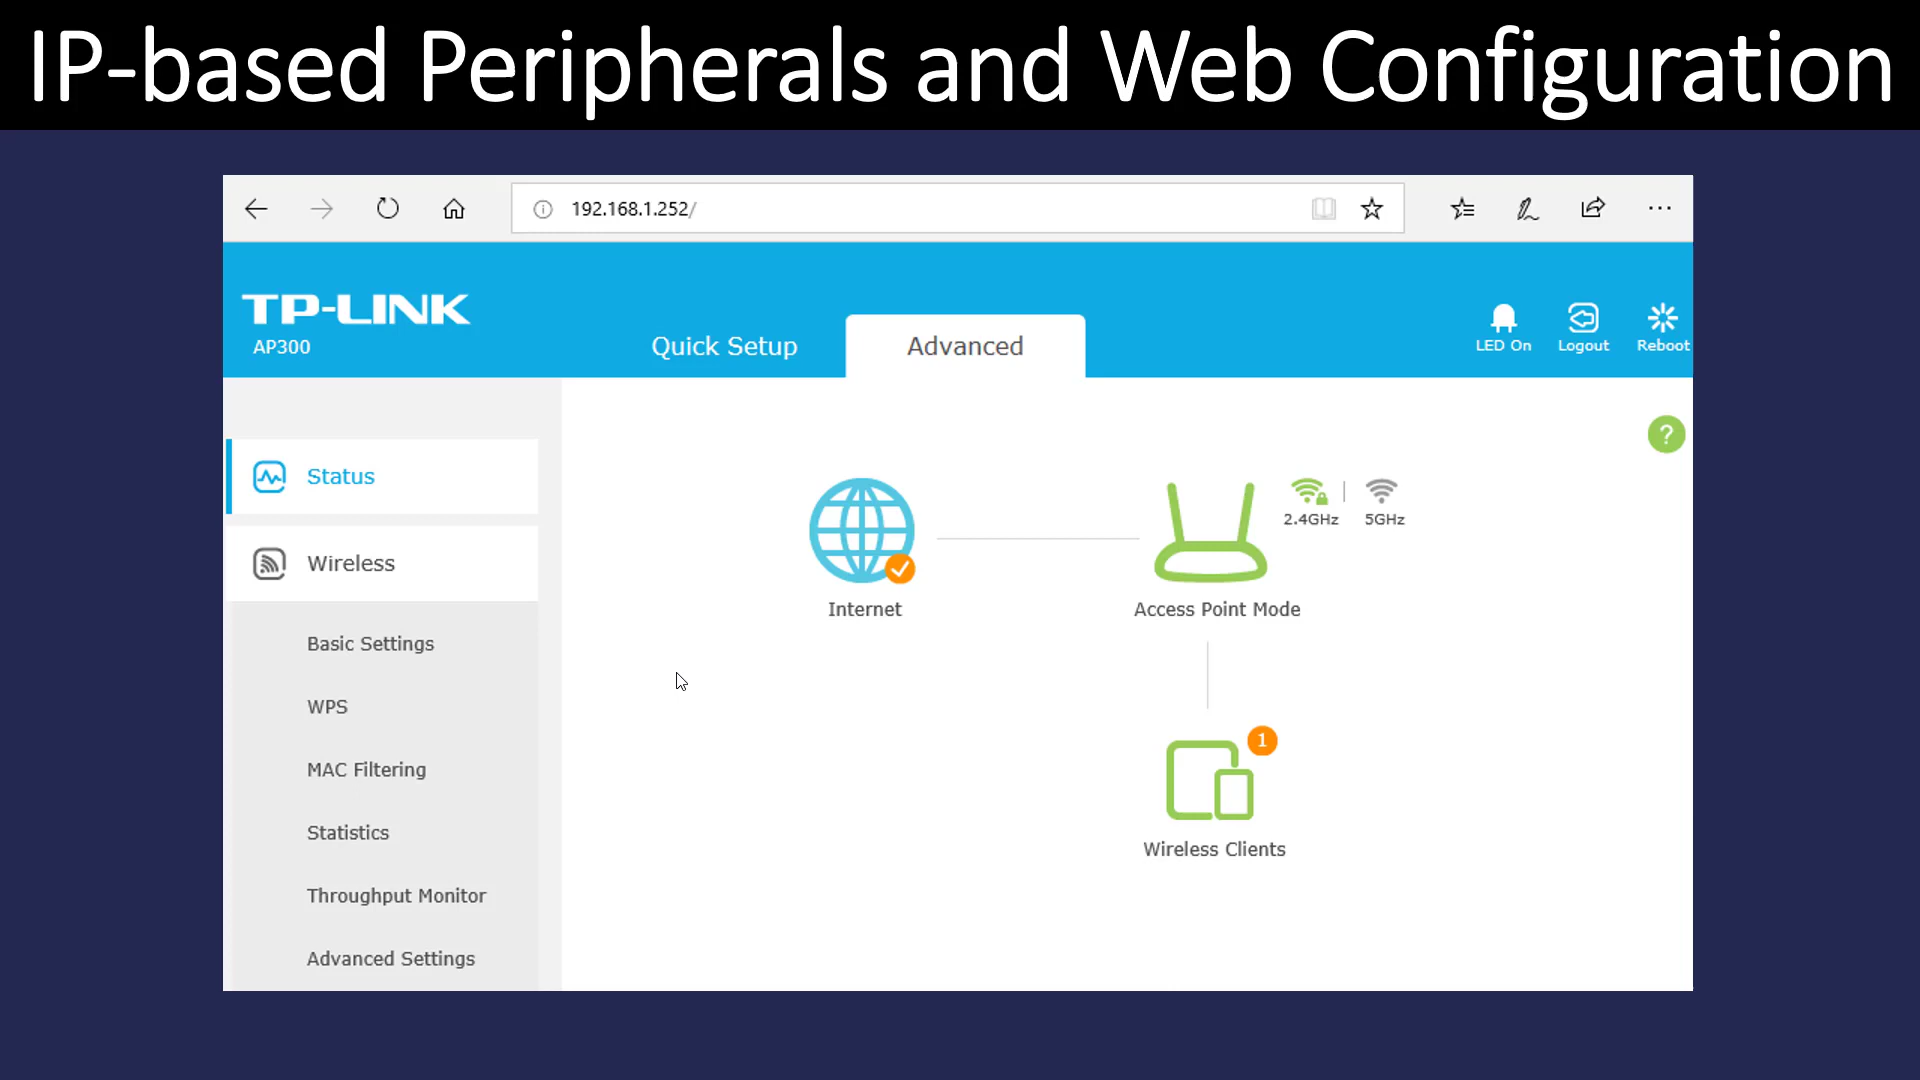 IP-based Peripherals and Web Configuration
192.168.1.252/
TP-LINK
AP300
Quick Setup
Advanced
LED On
Logout
Reboot
?
Status
Wireless
Basic Settings
WPS
MAC Filtering
Statistics
Throughput Monitor
Advanced Settings
2.4GHz
5GHz
Internet
Access Point Mode
1
Wireless Clients